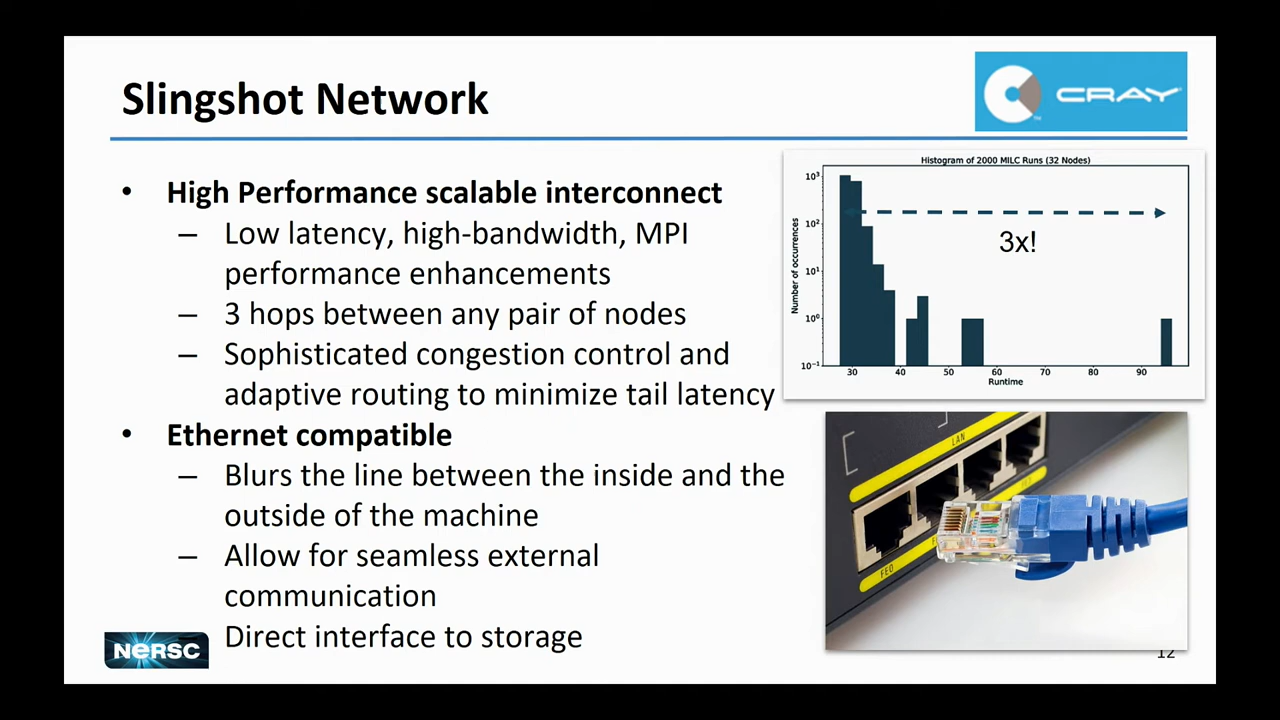 Slingshot Network
CRAY
• High Performance scalable interconnect
– Low latency, high-bandwidth, MPI
performance enhancements
– 3 hops between any pair of nodes
– Sophisticated congestion control and
adaptive routing to minimize tail latency
• Ethernet compatible
– Blurs the line between the inside and the
outside of the machine
– Allow for seamless external
communication
Direct interface to storage
Histogram of 2000 MILC Runs (32 Nodes)
Number of occurrences
10³
10²
10¹
10⁰
10⁻¹
3x!
30 40 50 60 70 80 90
Runtime
LAN
FE0
NERSC
12